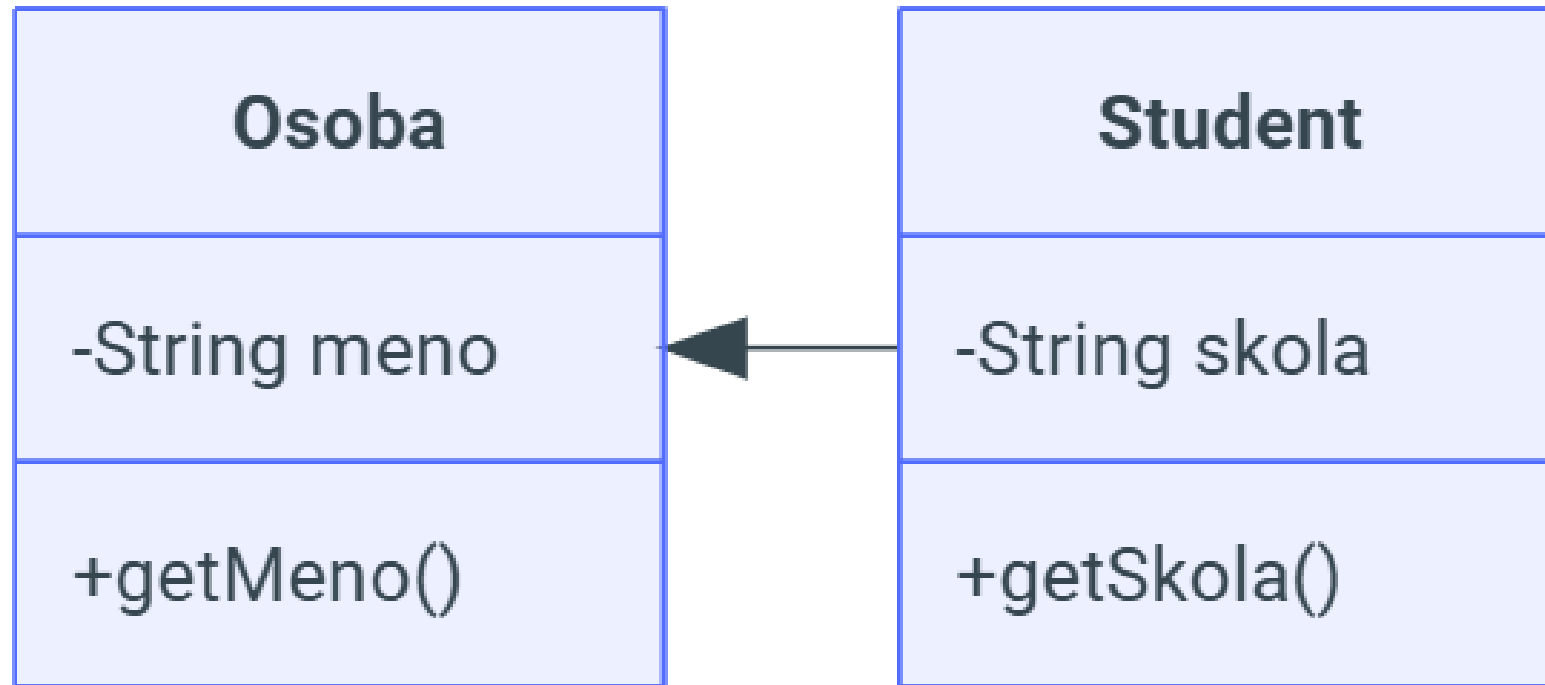 Osoba
-String meno
+getMeno()
Student
-String skola
+getSkola()